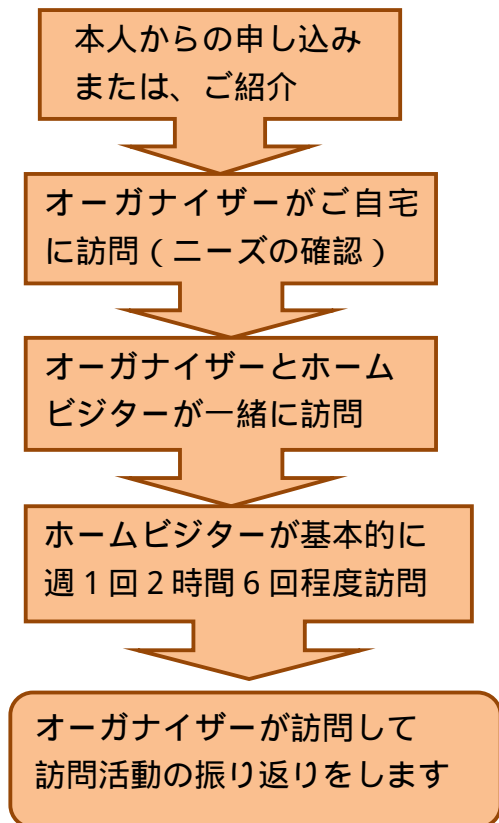 本人からの申し込み
または、ご紹介
オーガナイザーがご自宅
に訪問（ニーズの確認）
オーガナイザーとホーム
ビジターが一緒に訪問
ホームビジターが基本的に
週１回２時間６回程度訪問
オーガナイザーが訪問して
訪問活動の振り返りをします